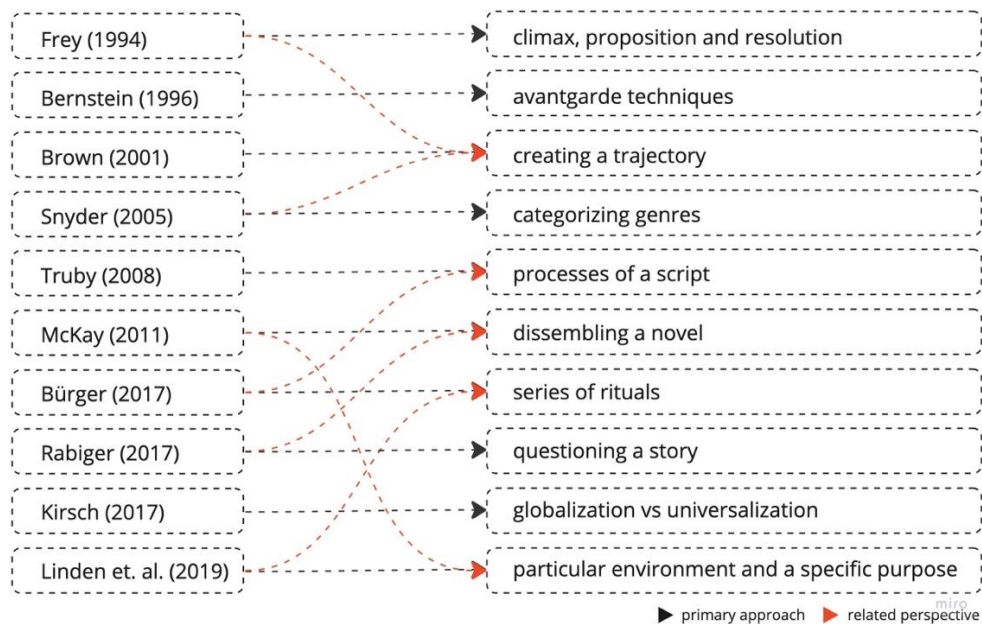 Frey (1994)
climax, proposition and resolution
Bernstein (1996)
avantgarde techniques
Brown (2001)
creating a trajectory
Snyder (2005)
categorizing genres
Truby (2008)
processes of a script
McKay (2011)
dissembling a novel
Bürger (2017)
series of rituals
Rabiger (2017)
questioning a story
Kirsch (2017)
globalization vs universalization
Linden et. al. (2019)
particular environment and a specific purpose
miro
primary approach
related perspective